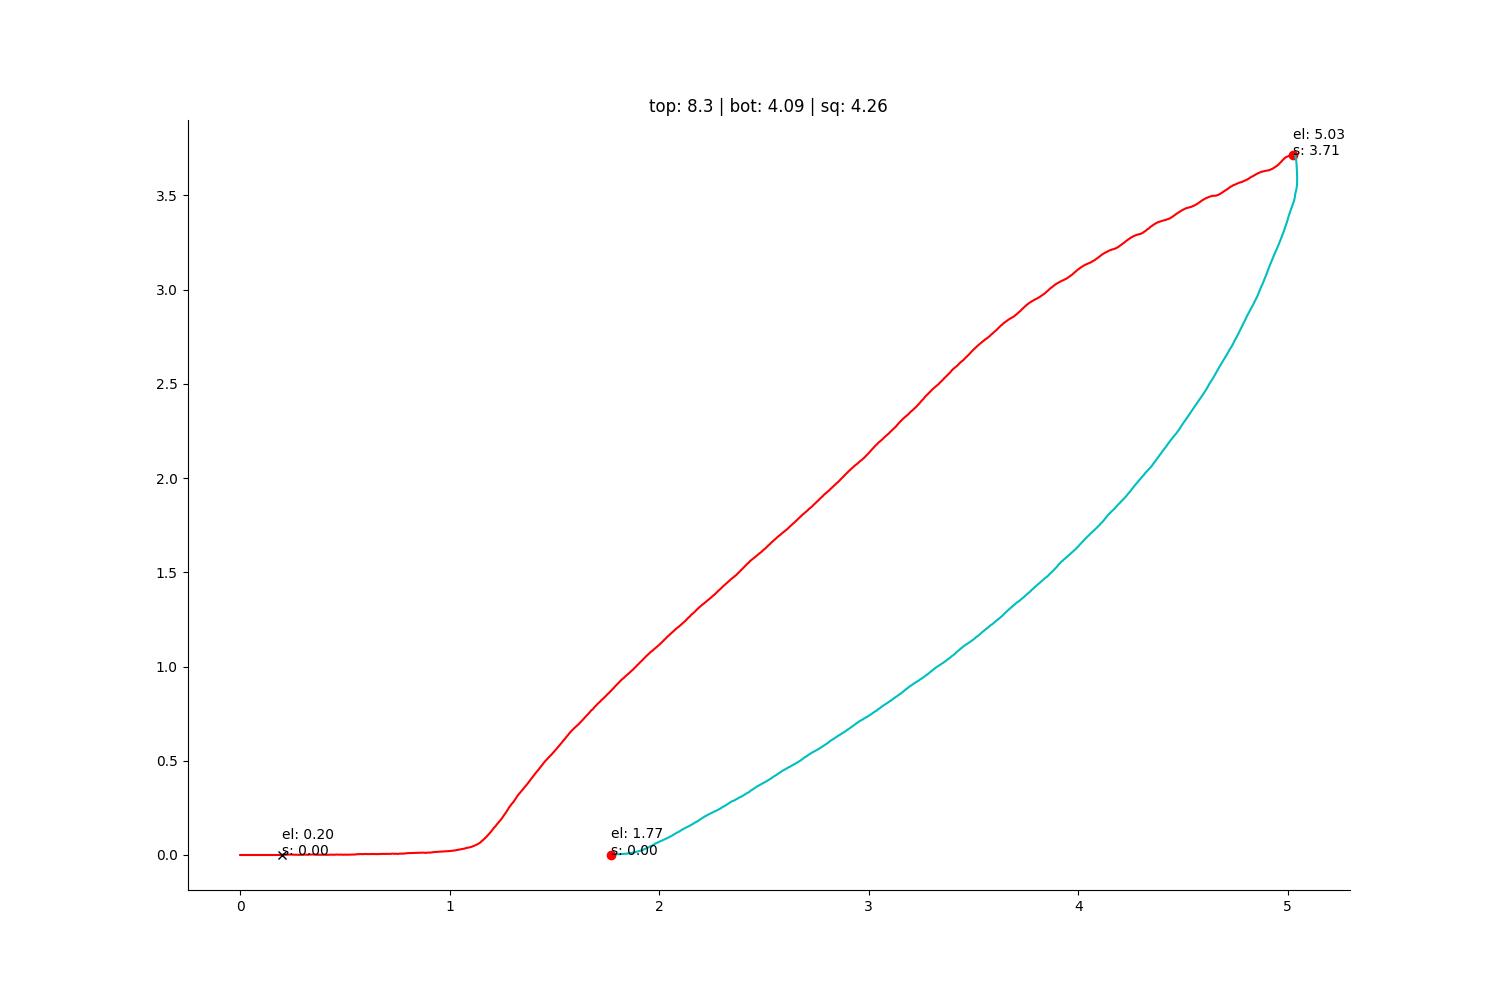 top: 8.3 | bot: 4.09 | sq: 4.26
el: 5.03
s: 3.71
3.5
3.0
2.5
2.0
1.5
1.0
0.5
0.0
el: 0.20
s: 0.00
el: 1.77
s: 0.00
0 1 2 3 4 5